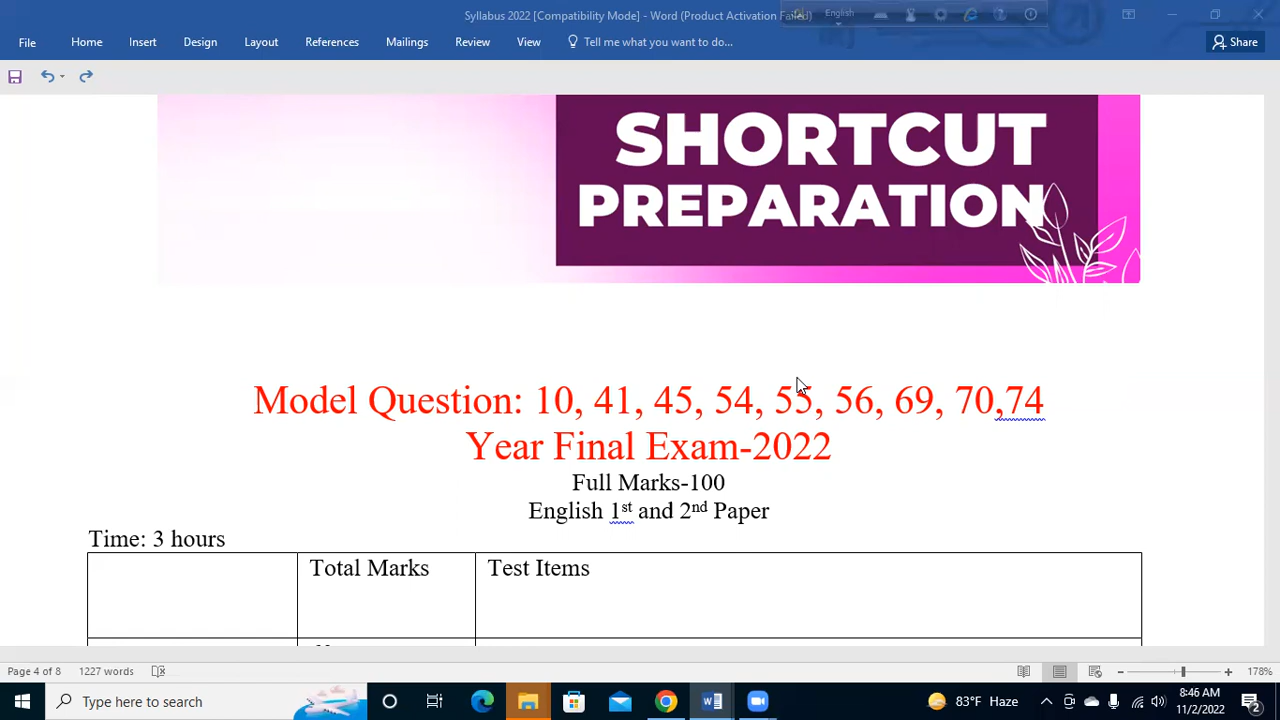 Syllabus 2022 [Compatibility Mode] - Word (Product Activation Failed)
English
File Home Insert Design Layout References Mailings Review View Tell me what you want to do... Share
SHORTCUT
PREPARATION
Model Question: 10, 41, 45, 54, 55, 56, 69, 70,74
Year Final Exam-2022
Full Marks-100
English 1st and 2nd Paper
Time: 3 hours
Total Marks Test Items
Page 4 of 8 1227 words 178%
Type here to search 83°F Haze 8:46 AM
11/2/2022 2